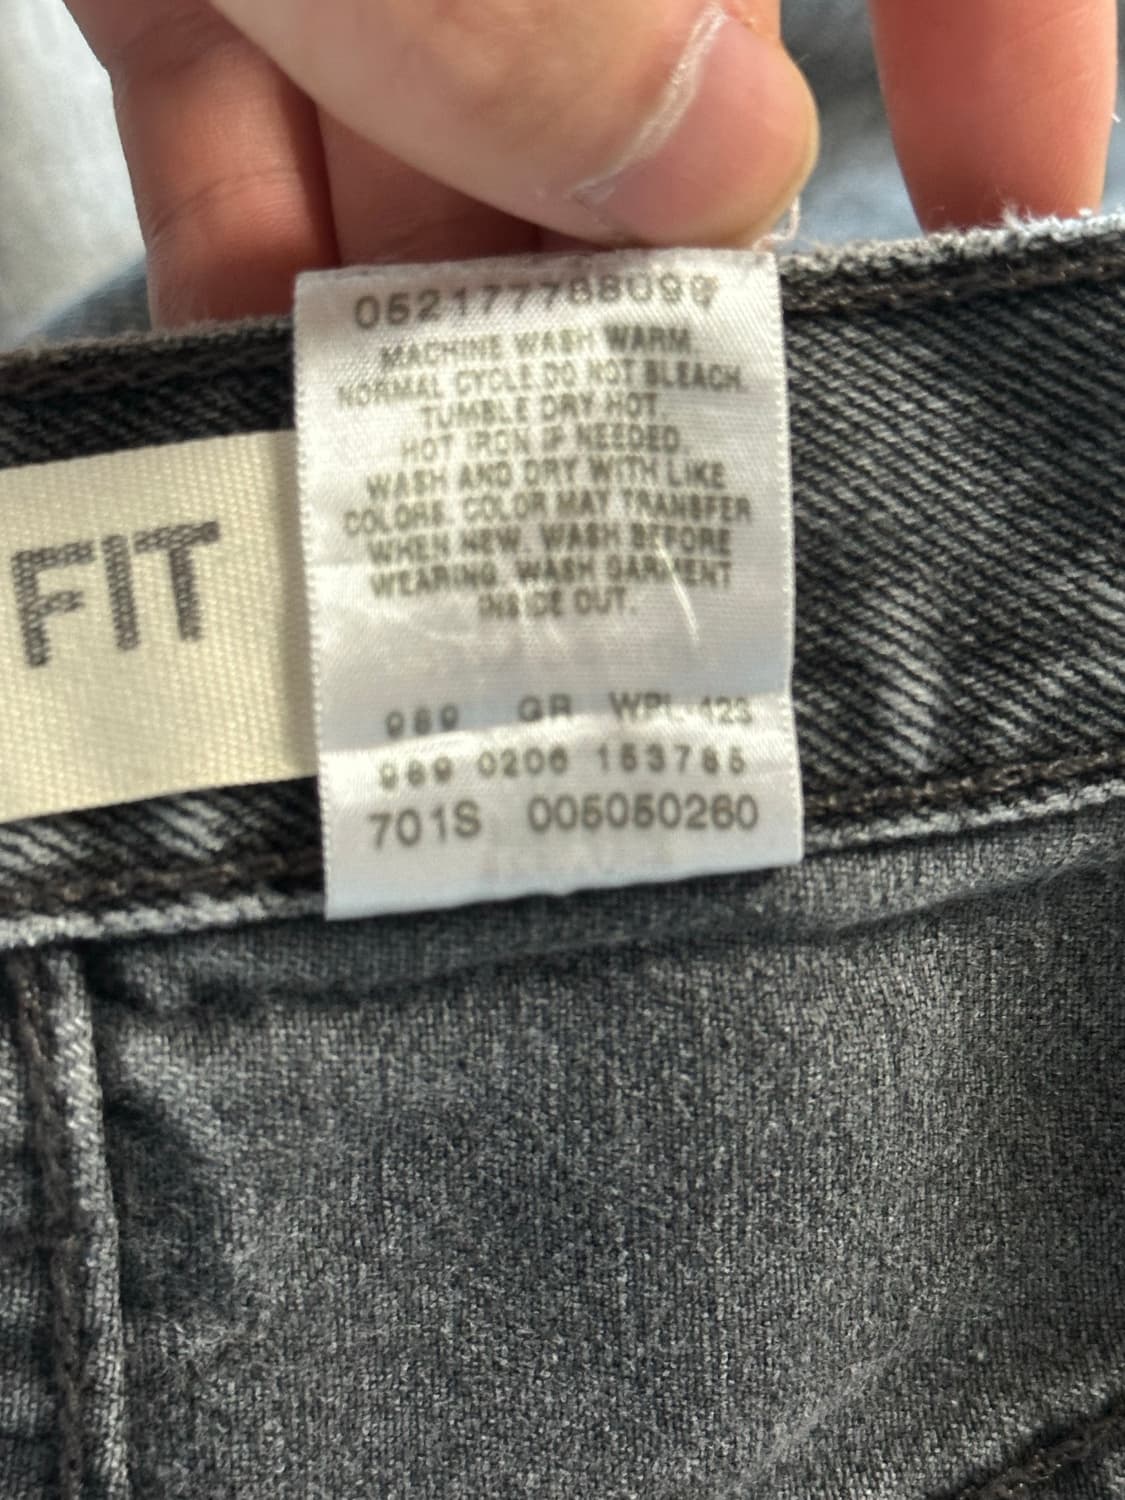 FIT
MACHINE WASH WARM
NORMAL CYCLE.DO NOT BLEACH.
TUMBLE DRY HOT.
HOT IRON IF NEEDED.
WASH AND DRY WITH LIKE
COLORS. COLOR MAY TRANSFER
WHEN NEW. WASH BEFORE
WEARING. WASH GARMENT
INSIDE OUT.
989 GR WPL-423
989 0206 153785
701S 005050260